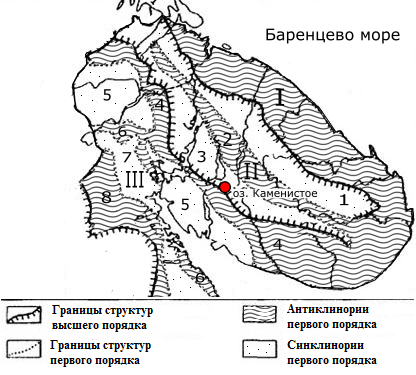 Баренцево море
I
5
4
2
6
3
7
II
оз. Каменистое
III
1
8
5
4
6
Границы структур
высшего порядка
Антиклинории
первого порядка
Границы структур
первого порядка
Синклинории
первого порядка